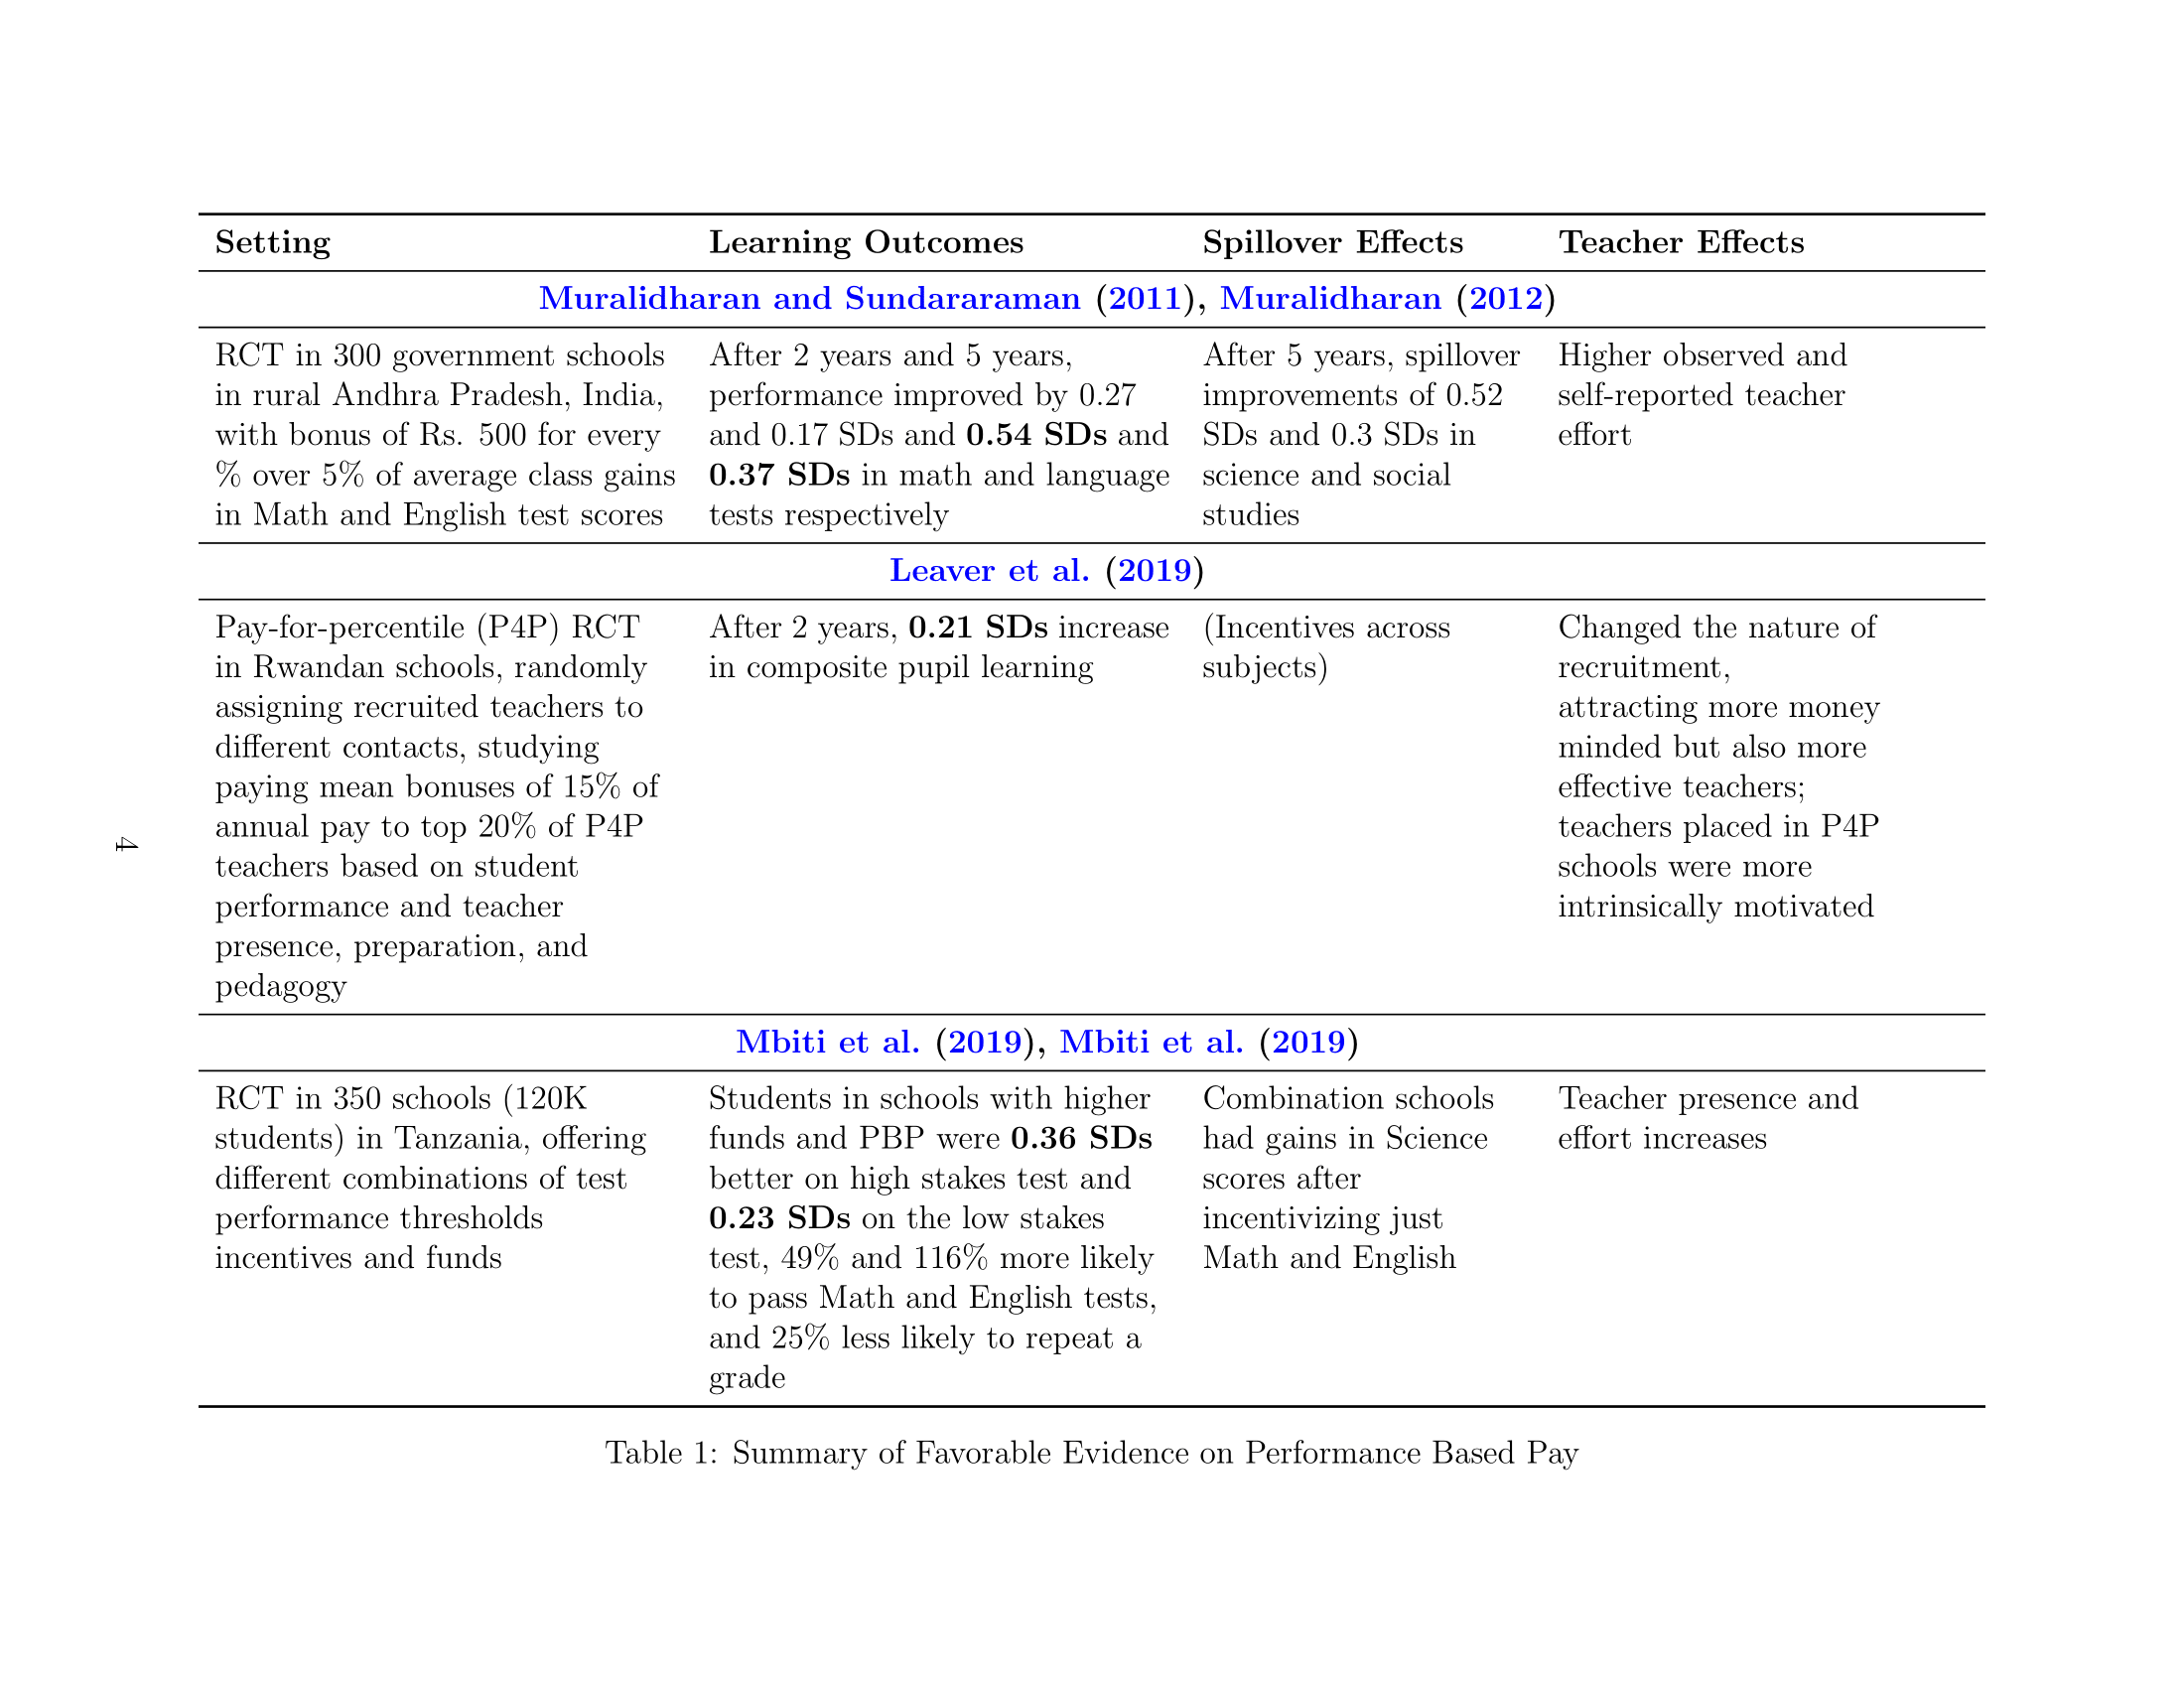 Setting Learning Outcomes Spillover Effects Teacher Effects
Muralidharan and Sundararaman (2011), Muralidharan (2012)
RCT in 300 government schools
in rural Andhra Pradesh, India,
with bonus of Rs. 500 for every
% over 5% of average class gains
in Math and English test scores
After 2 years and 5 years,
performance improved by 0.27
and 0.17 SDs and 0.54 SDs and
0.37 SDs in math and language
tests respectively
After 5 years, spillover
improvements of 0.52
SDs and 0.3 SDs in
science and social
studies
Higher observed and
self-reported teacher
effort
Leaver et al. (2019)
Pay-for-percentile (P4P) RCT
in Rwandan schools, randomly
assigning recruited teachers to
different contacts, studying
paying mean bonuses of 15% of
annual pay to top 20% of P4P
teachers based on student
performance and teacher
presence, preparation, and
pedagogy
After 2 years, 0.21 SDs increase
in composite pupil learning
(Incentives across
subjects)
Changed the nature of
recruitment,
attracting more money
minded but also more
effective teachers;
teachers placed in P4P
schools were more
intrinsically motivated
Mbiti et al. (2019), Mbiti et al. (2019)
RCT in 350 schools (120K
students) in Tanzania, offering
different combinations of test
performance thresholds
incentives and funds
Students in schools with higher
funds and PBP were 0.36 SDs
better on high stakes test and
0.23 SDs on the low stakes
test, 49% and 116% more likely
to pass Math and English tests,
and 25% less likely to repeat a
grade
Combination schools
had gains in Science
scores after
incentivizing just
Math and English
Teacher presence and
effort increases
Table 1: Summary of Favorable Evidence on Performance Based Pay
4